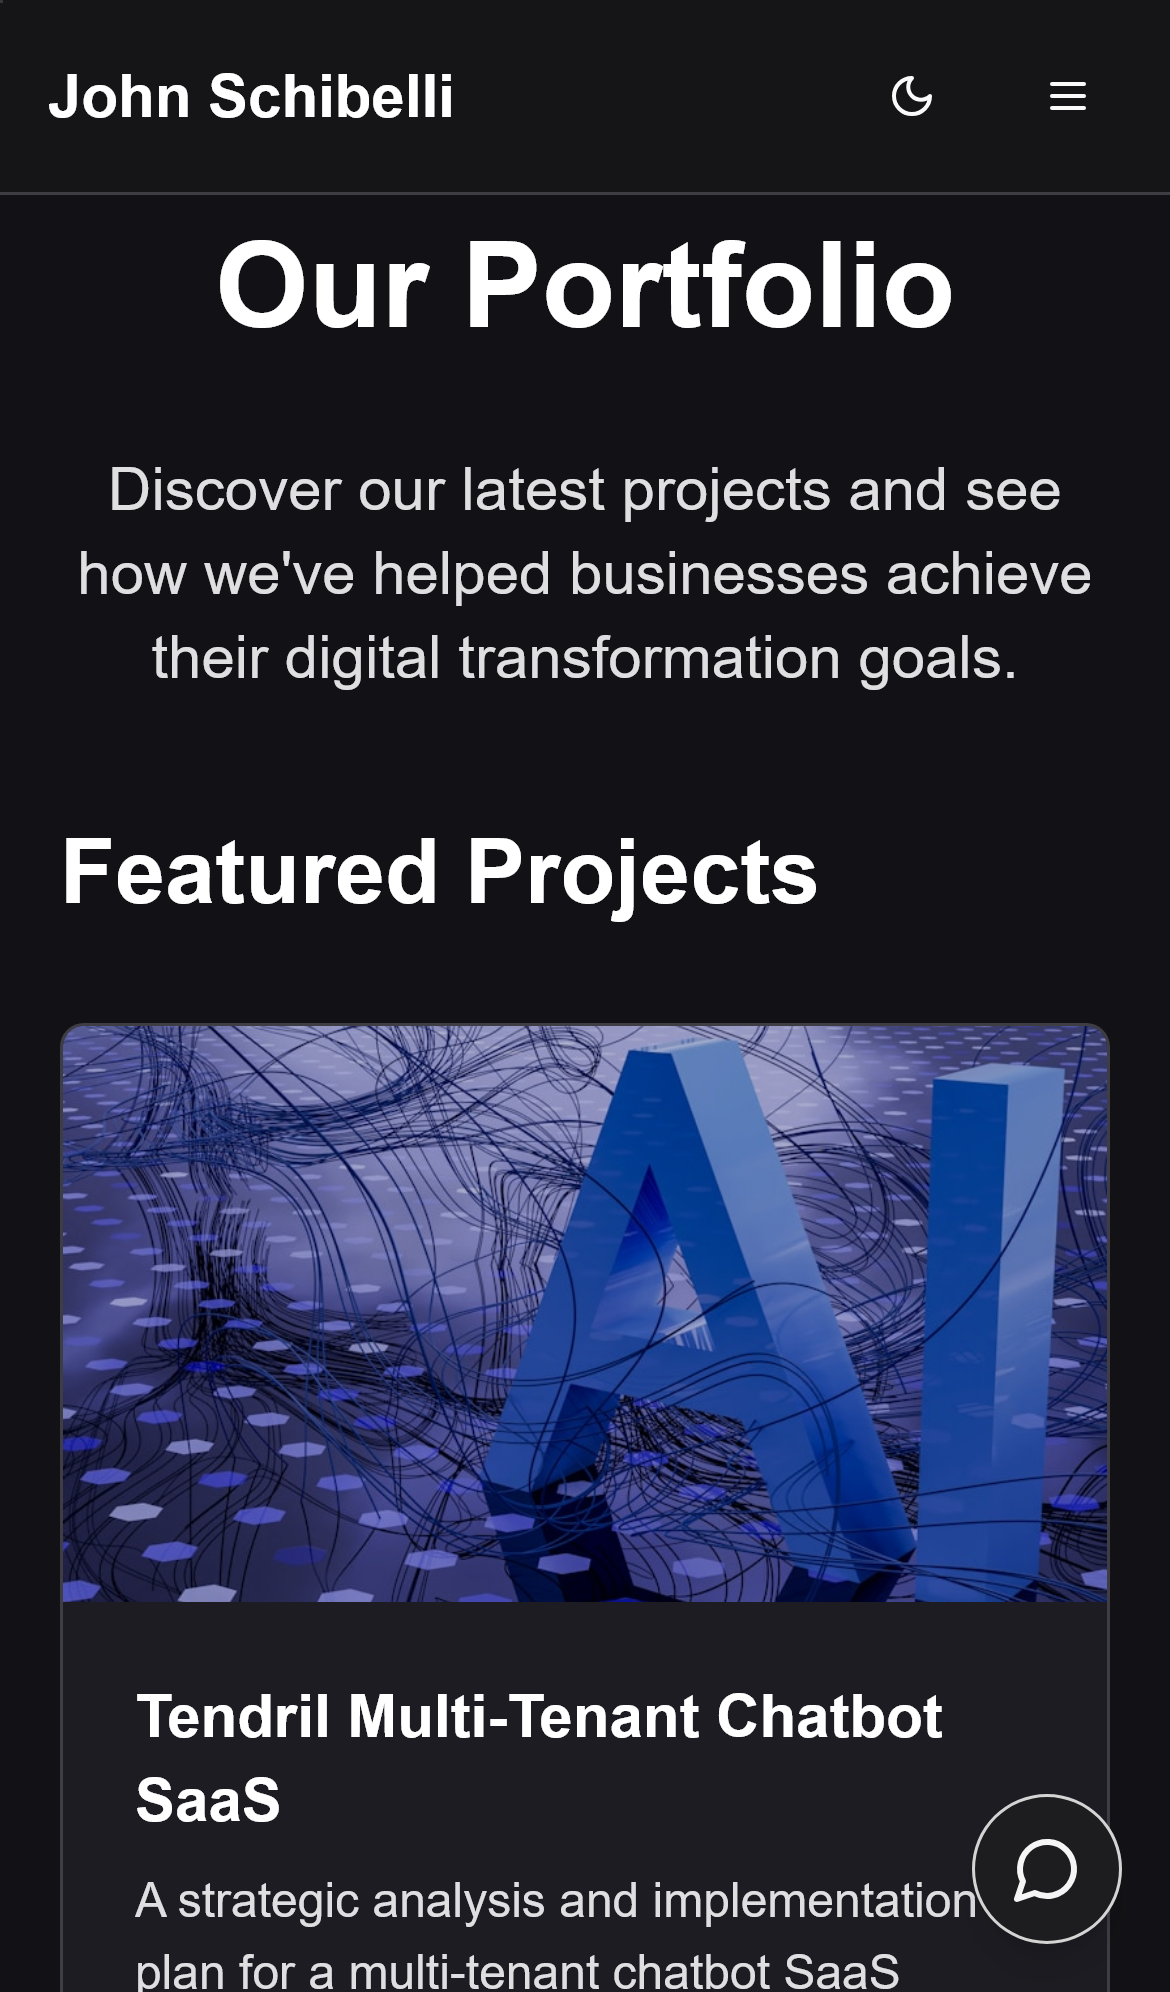 John Schibelli
Our Portfolio
Discover our latest projects and see
how we've helped businesses achieve
their digital transformation goals.
Featured Projects
AI
Tendril Multi-Tenant Chatbot
SaaS
A strategic analysis and implementation
plan for a multi-tenant chatbot SaaS